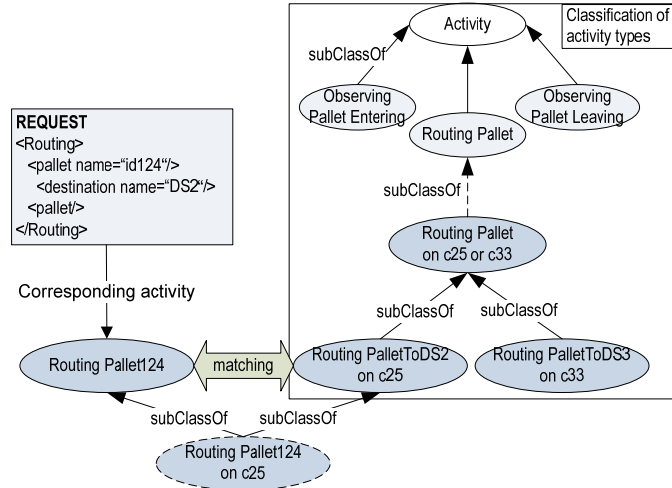 Activity
Classification of
activity types
subClassOf
Observing
Pallet Entering
Observing
Pallet Leaving
Routing Pallet
REQUEST
<Routing>
<pallet name=“id124“/>
<destination name=“DS2“/>
<pallet/>
</Routing>
subClassOf
Routing Pallet
on c25 or c33
Corresponding activity
subClassOf
subClassOf
Routing Pallet124
matching
Routing PalletToDS2
on c25
Routing PalletToDS3
on c33
subClassOf
subClassOf
Routing Pallet124
on c25